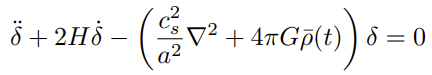 δ̈ + 2Hδ̇ − (c_s²/a² ∇² + 4πGρ̄(t)) δ = 0